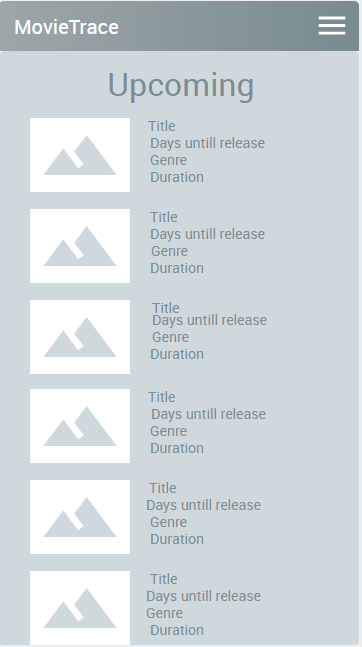 MovieTrace
Upcoming
Title
Days untill release
Genre
Duration
Title
Days untill release
Genre
Duration
Title
Days untill release
Genre
Duration
Title
Days untill release
Genre
Duration
Title
Days untill release
Genre
Duration
Title
Days untill release
Genre
Duration